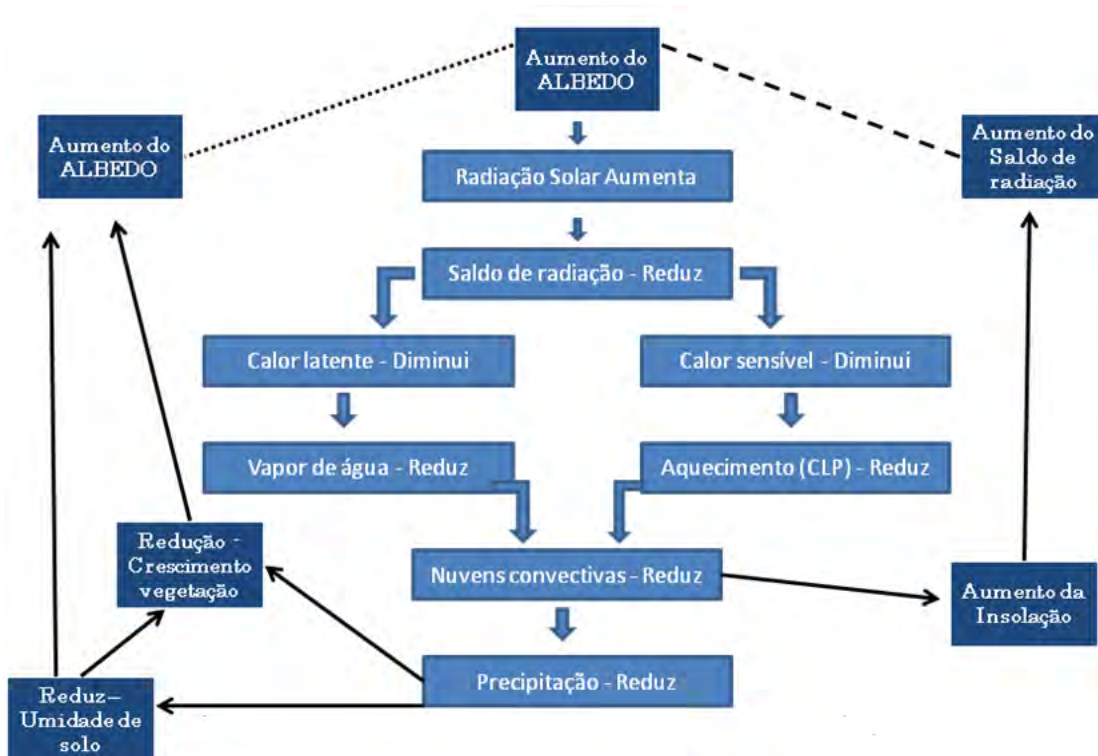 Aumento do
ALBEDO
Aumento do
ALBEDO
Aumento do
Saldo de
radiação
Radiação Solar Aumenta
Saldo de radiação - Reduz
Calor latente - Diminui
Calor sensível - Diminui
Vapor de água - Reduz
Aquecimento (CLP) - Reduz
Redução -
Crescimento
vegetação
Nuvens convectivas - Reduz
Aumento da
Insolação
Precipitação - Reduz
Reduz–
Umidade de
solo